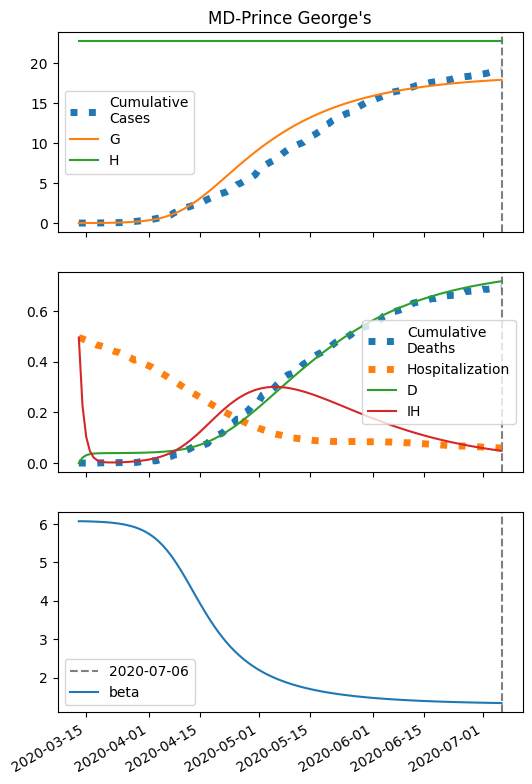 MD-Prince George's
20
15
10
5
0
Cumulative
Cases
G
H
0.6
0.4
0.2
0.0
Cumulative
Deaths
Hospitalization
D
IH
6
5
4
3
2
2020-07-06
beta
2020-03-15
2020-04-01
2020-04-15
2020-05-01
2020-05-15
2020-06-01
2020-06-15
2020-07-01